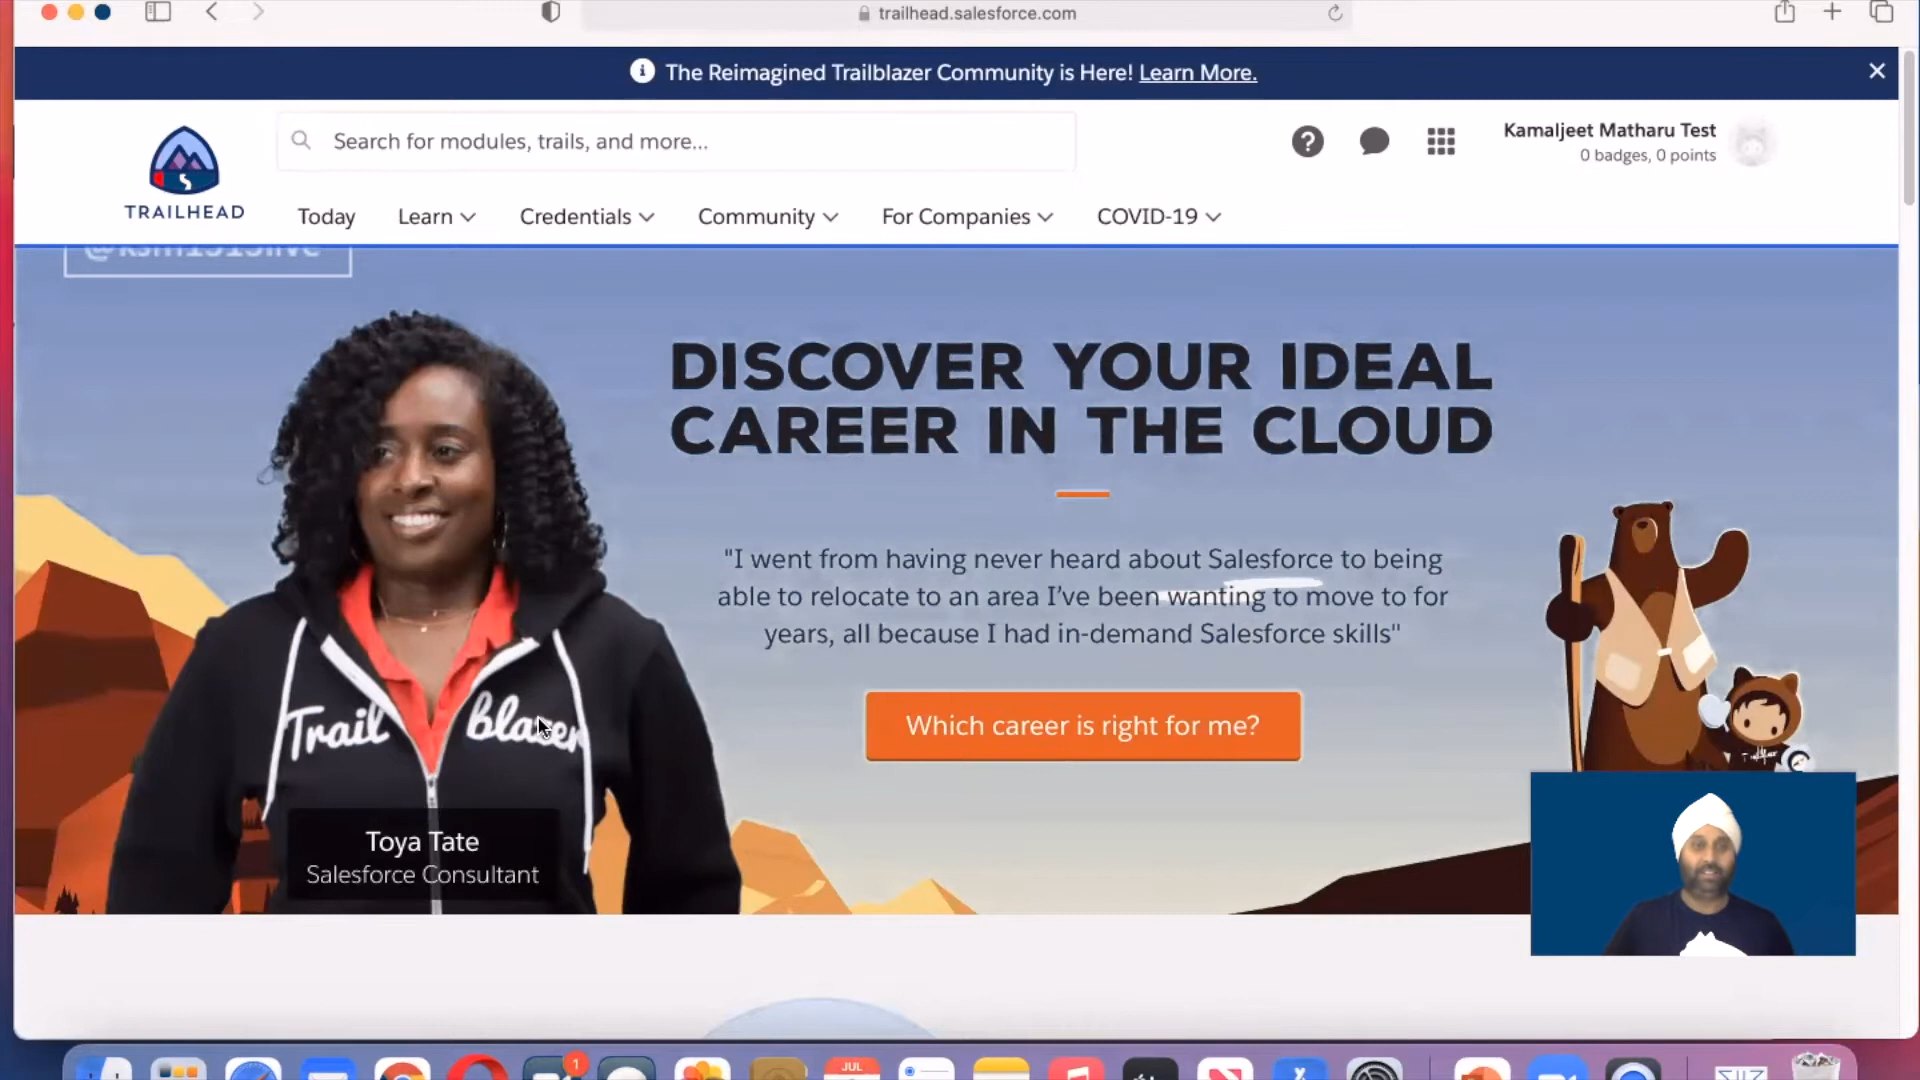 trailhead.salesforce.com
The Reimagined Trailblazer Community is Here! Learn More.
Search for modules, trails, and more...
Kamaljeet Matharu Test
0 badges, 0 points
TRAILHEAD
Today
Learn
Credentials
Community
For Companies
COVID-19
DISCOVER YOUR IDEAL
CAREER IN THE CLOUD
"I went from having never heard about Salesforce to being
able to relocate to an area I've been wanting to move to for
years, all because I had in-demand Salesforce skills"
Which career is right for me?
Trail blazer
Toya Tate
Salesforce Consultant
1
JUL